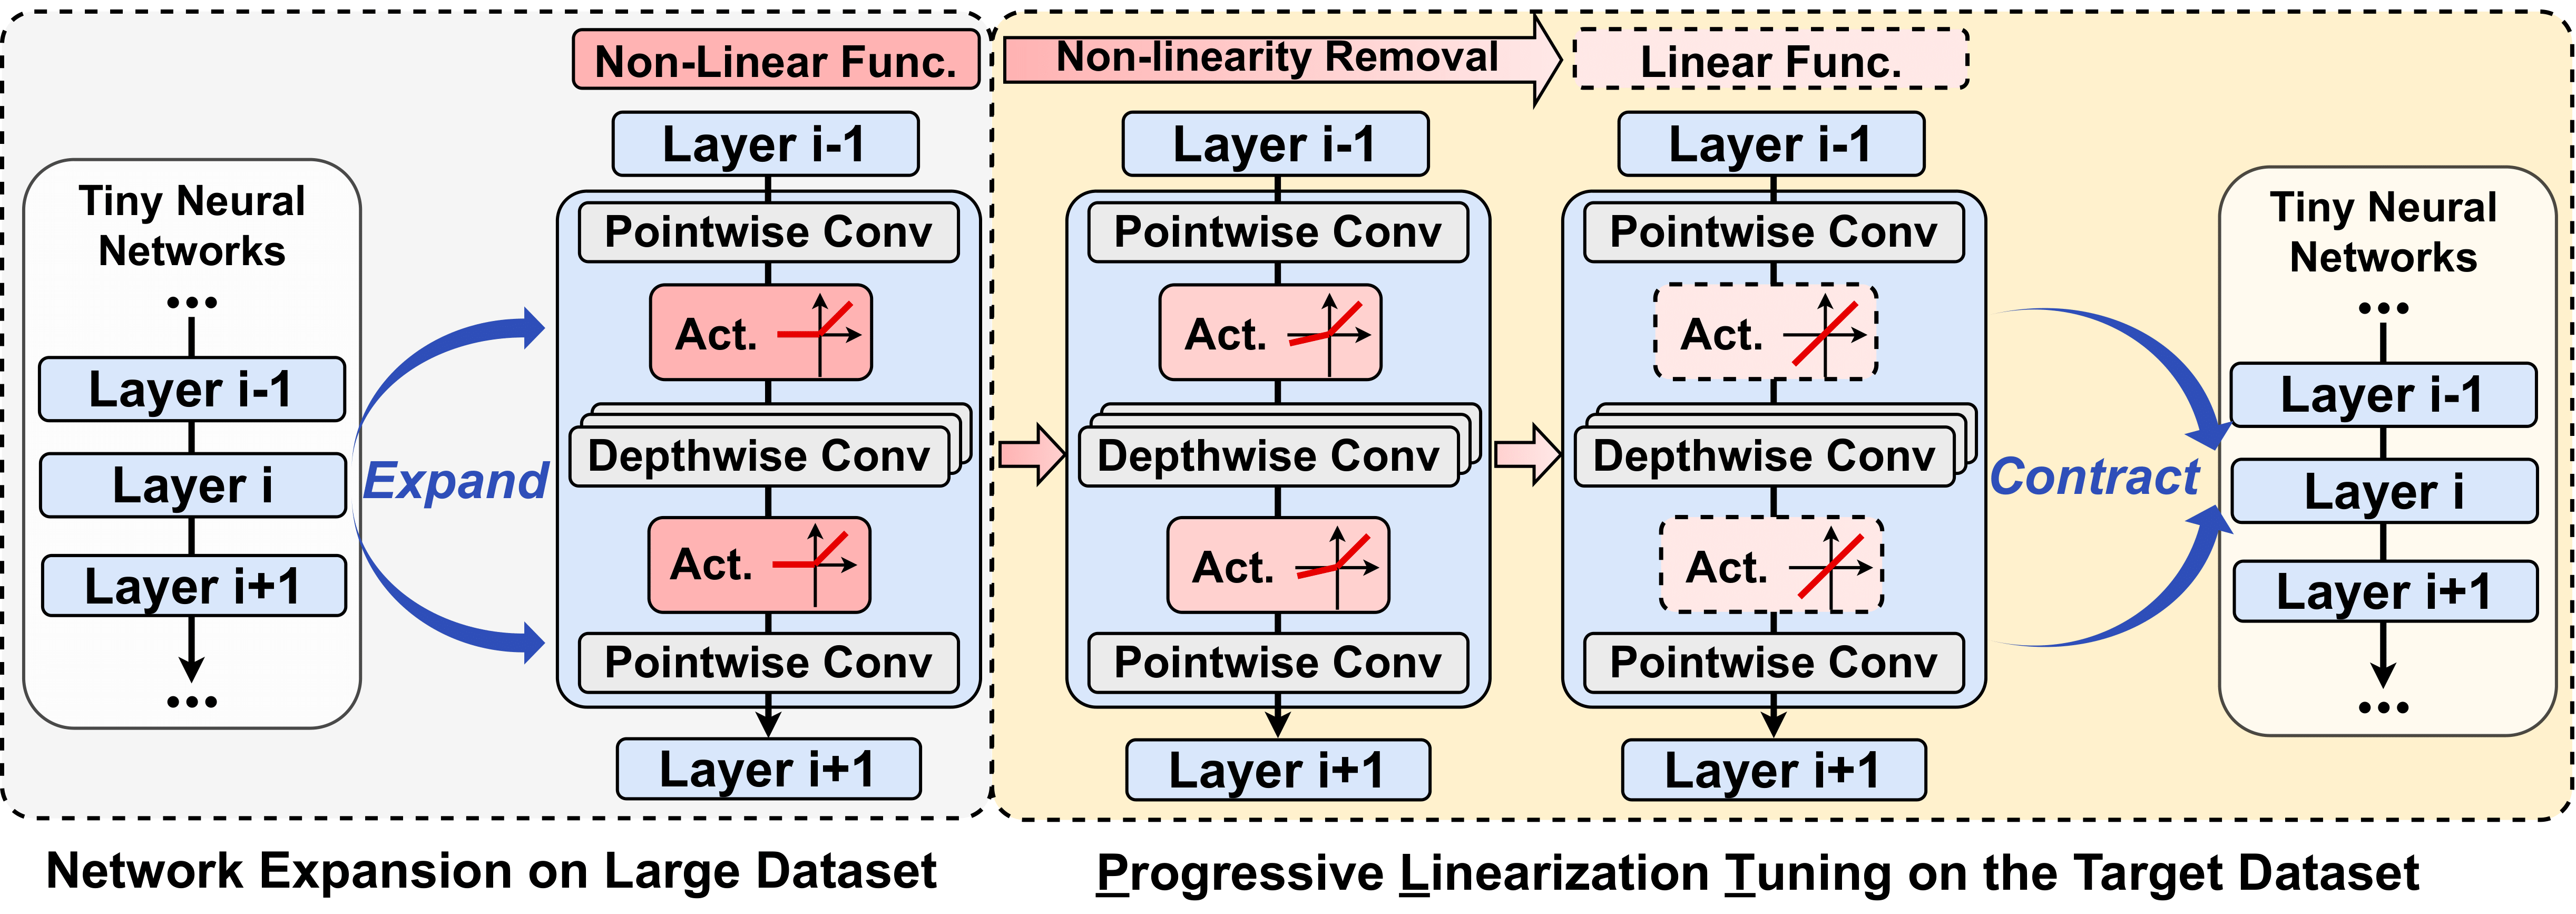 Non-Linear Func.
Non-linearity Removal
Linear Func.
Tiny Neural
Networks
...
Layer i-1
Layer i
Layer i+1
...
Expand
Layer i-1
Pointwise Conv
Act.
Depthwise Conv
Act.
Pointwise Conv
Layer i+1
Layer i-1
Pointwise Conv
Act.
Depthwise Conv
Act.
Pointwise Conv
Layer i+1
Layer i-1
Pointwise Conv
Act.
Depthwise Conv
Act.
Pointwise Conv
Layer i+1
Contract
Tiny Neural
Networks
...
Layer i-1
Layer i
Layer i+1
...
Network Expansion on Large Dataset
Progressive Linearization Tuning on the Target Dataset